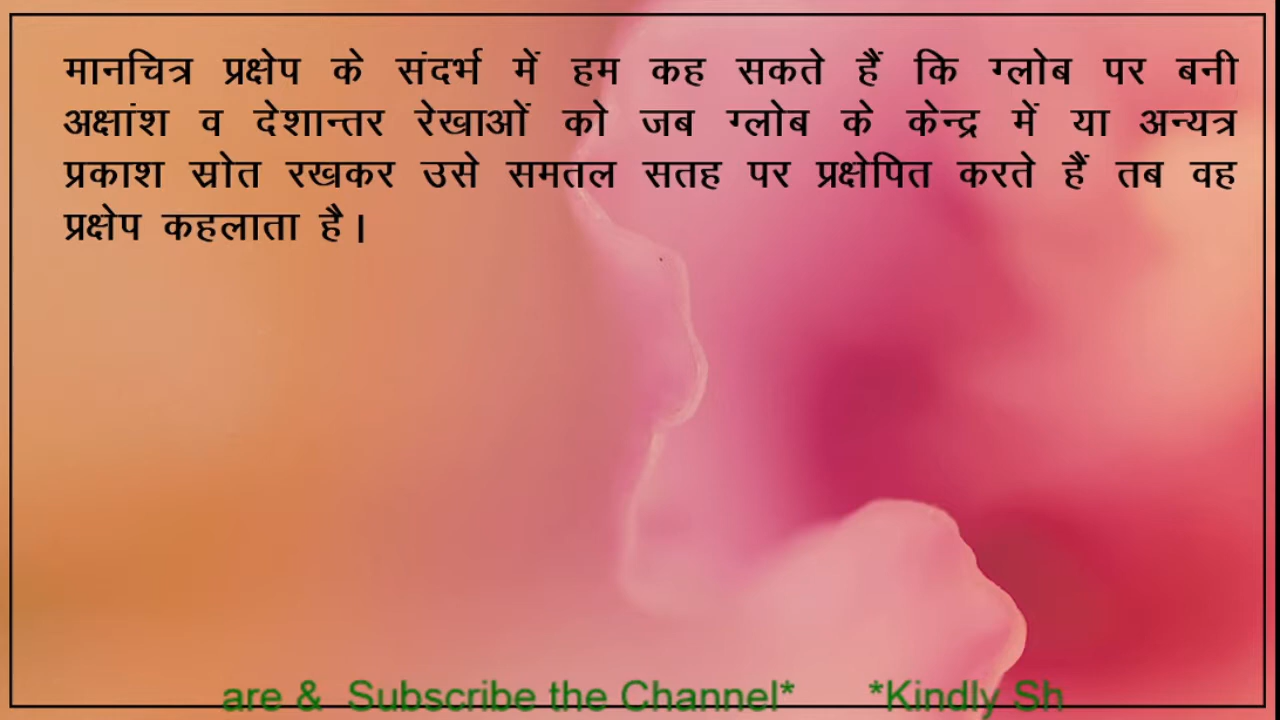 मानचित्र प्रक्षेप के संदर्भ में हम कह सकते हैं कि ग्लोब पर बनी
अक्षांश व देशान्तर रेखाओं को जब ग्लोब के केन्द्र में या अन्यत्र
प्रकाश स्रोत रखकर उसे समतल सतह पर प्रक्षेपित करते हैं तब वह
प्रक्षेप कहलाता है।
are & Subscribe the Channel* *Kindly Sh